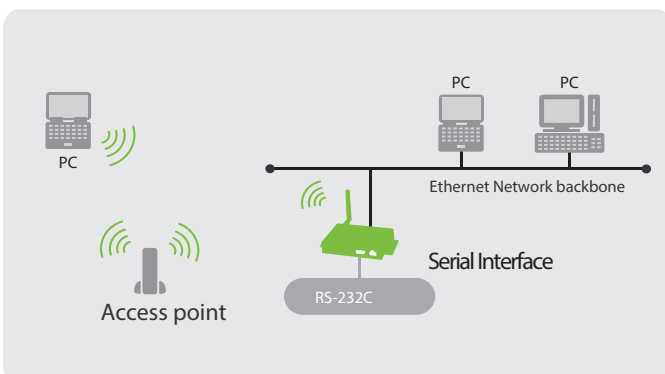 PC
PC
PC
Ethernet Network backbone
Serial Interface
RS-232C
Access point